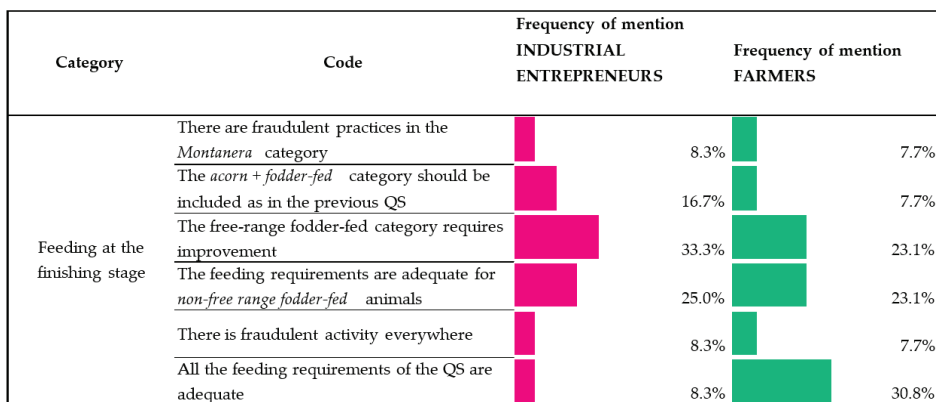 Category
Code
Frequency of mention
INDUSTRIAL
ENTREPRENEURS
Frequency of mention
FARMERS
Feeding at the
finishing stage
There are fraudulent practices in the
Montanera category
8.3%
7.7%
The acorn + fodder-fed category should be
included as in the previous QS
16.7%
7.7%
The free-range fodder-fed category requires
improvement
33.3%
23.1%
The feeding requirements are adequate for
non-free range fodder-fed animals
25.0%
23.1%
There is fraudulent activity everywhere
8.3%
7.7%
All the feeding requirements of the QS are
adequate
8.3%
30.8%